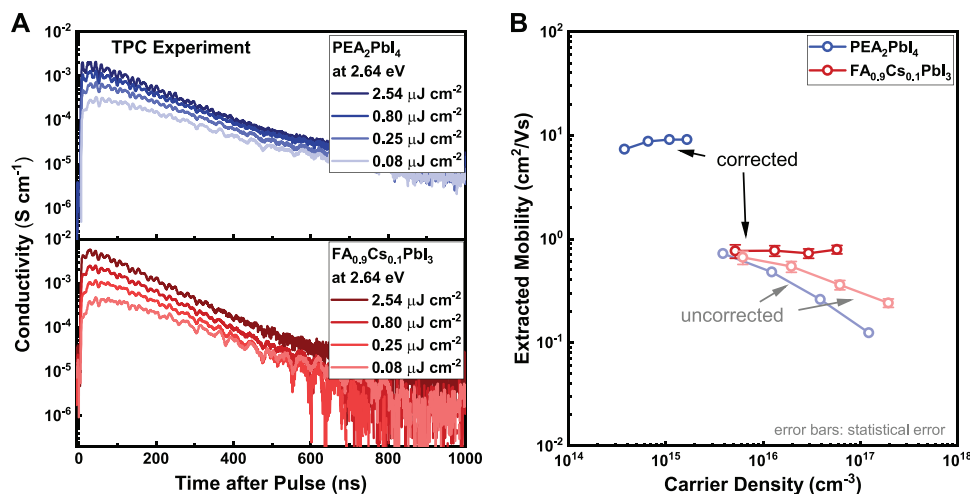 A
TPC Experiment
PEA₂PbI₄
at 2.64 eV
2.54 μJ cm⁻²
0.80 μJ cm⁻²
0.25 μJ cm⁻²
0.08 μJ cm⁻²
10⁻²
10⁻³
10⁻⁴
10⁻⁵
10⁻⁶
10⁻²
10⁻³
10⁻⁴
10⁻⁵
10⁻⁶
FA₀.₉Cs₀.₁PbI₃
at 2.64 eV
2.54 μJ cm⁻²
0.80 μJ cm⁻²
0.25 μJ cm⁻²
0.08 μJ cm⁻²
Conductivity (S cm⁻¹)
0 200 400 600 800 1000
Time after Pulse (ns)
B
PEA₂PbI₄
FA₀.₉Cs₀.₁PbI₃
corrected
uncorrected
error bars: statistical error
10²
10¹
10⁰
10⁻¹
10⁻²
Extracted Mobility (cm²/Vs)
10¹⁴ 10¹⁵ 10¹⁶ 10¹⁷ 10¹⁸
Carrier Density (cm⁻³)